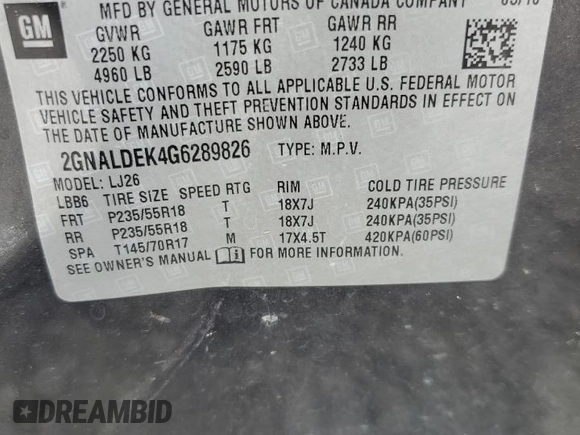 MFD BY GENERAL MOTORS OF CANADA COMPANY
GM
GVWR GAWR FRT GAWR RR
2250 KG 1175 KG 1240 KG
4960 LB 2590 LB 2733 LB
THIS VEHICLE CONFORMS TO ALL APPLICABLE U.S. FEDERAL MOTOR
VEHICLE SAFETY AND THEFT PREVENTION STANDARDS IN EFFECT ON
THE DATE OF MANUFACTURE SHOWN ABOVE.
2GNALDEK4G6289826 TYPE: M.P.V.
MODEL: LJ26
LBB6 TIRE SIZE SPEED RTG RIM COLD TIRE PRESSURE
FRT P235/55R18 T 18X7J 240KPA(35PSI)
RR P235/55R18 T 18X7J 240KPA(35PSI)
SPA T145/70R17 M 17X4.5T 420KPA(60PSI)
SEE OWNER'S MANUAL FOR MORE INFORMATION.
DREAMBID